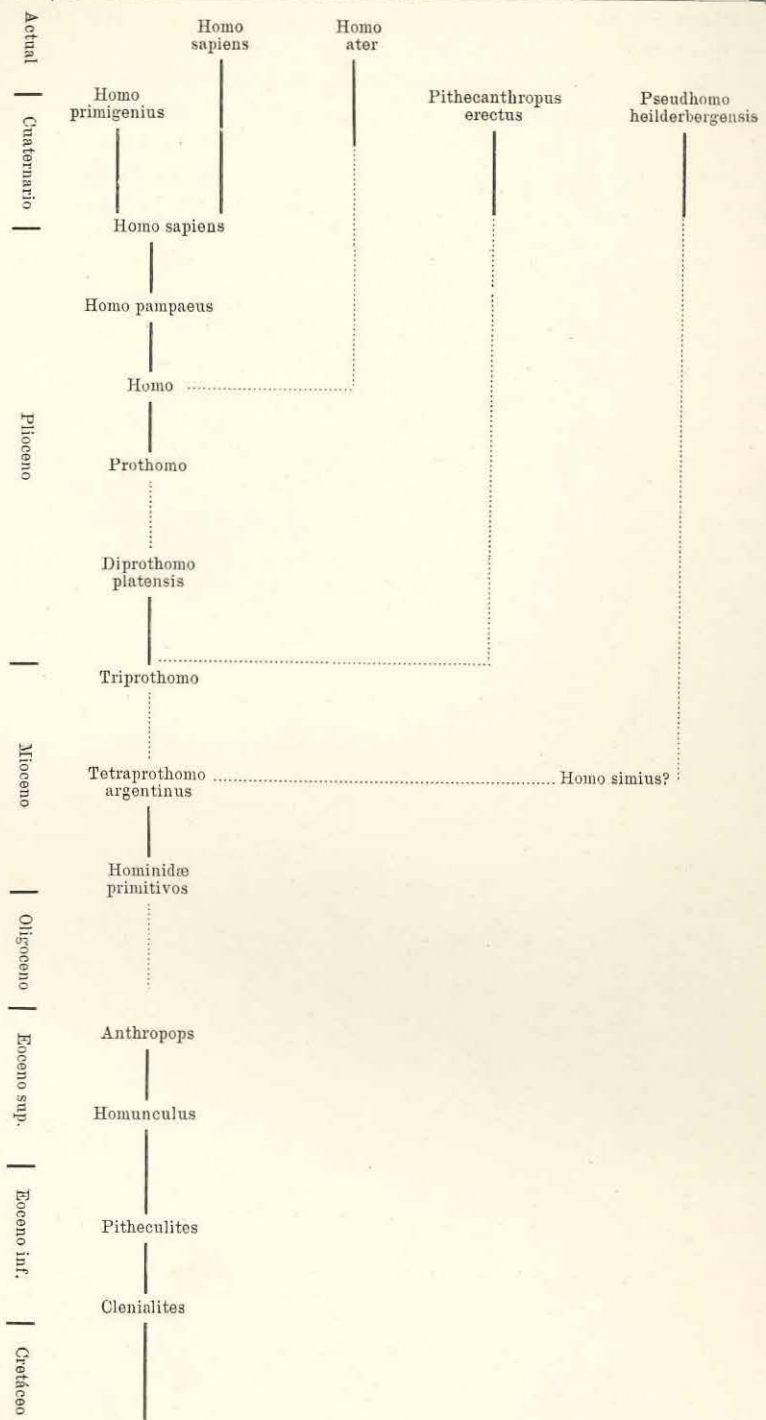 Actual
Cuaternario
Plioceno
Mioceno
Oligoceno
Eoceno sup.
Eoceno inf.
Cretáceo
Homo
sapiens
Homo
ater
Homo
primigenius
Pithecanthropus
erectus
Pseudhomo
heilderbergensis
Homo sapiens
Homo pampaeus
Homo
Prothomo
Diprothomo
platensis
Triprothomo
Tetraprothomo
argentinus
Homo simius?
Hominidæ
primitivos
Anthropops
Homunculus
Pitheculites
Clenialites